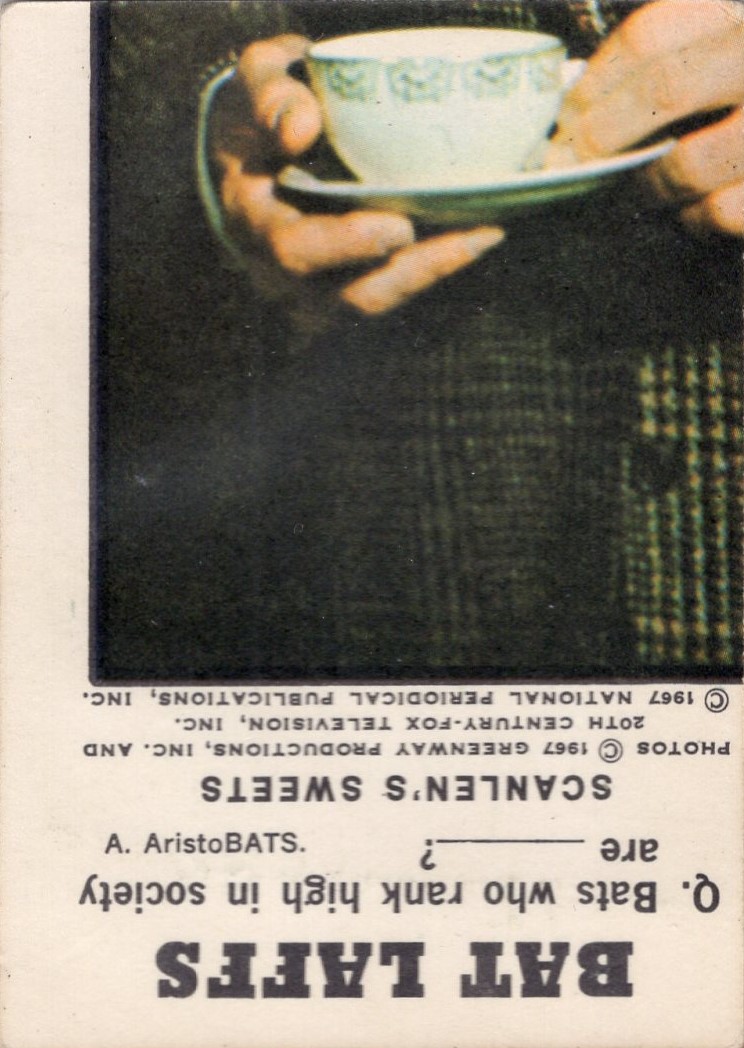 BAT LAFFS
Q. Bats who rank high in society
are ________?
A. AristoBATS.
SCANLEN'S SWEETS
PHOTOS © 1967 GREENWAY PRODUCTIONS, INC. AND
20TH CENTURY-FOX TELEVISION, INC.
© 1967 NATIONAL PERIODICAL PUBLICATIONS, INC.